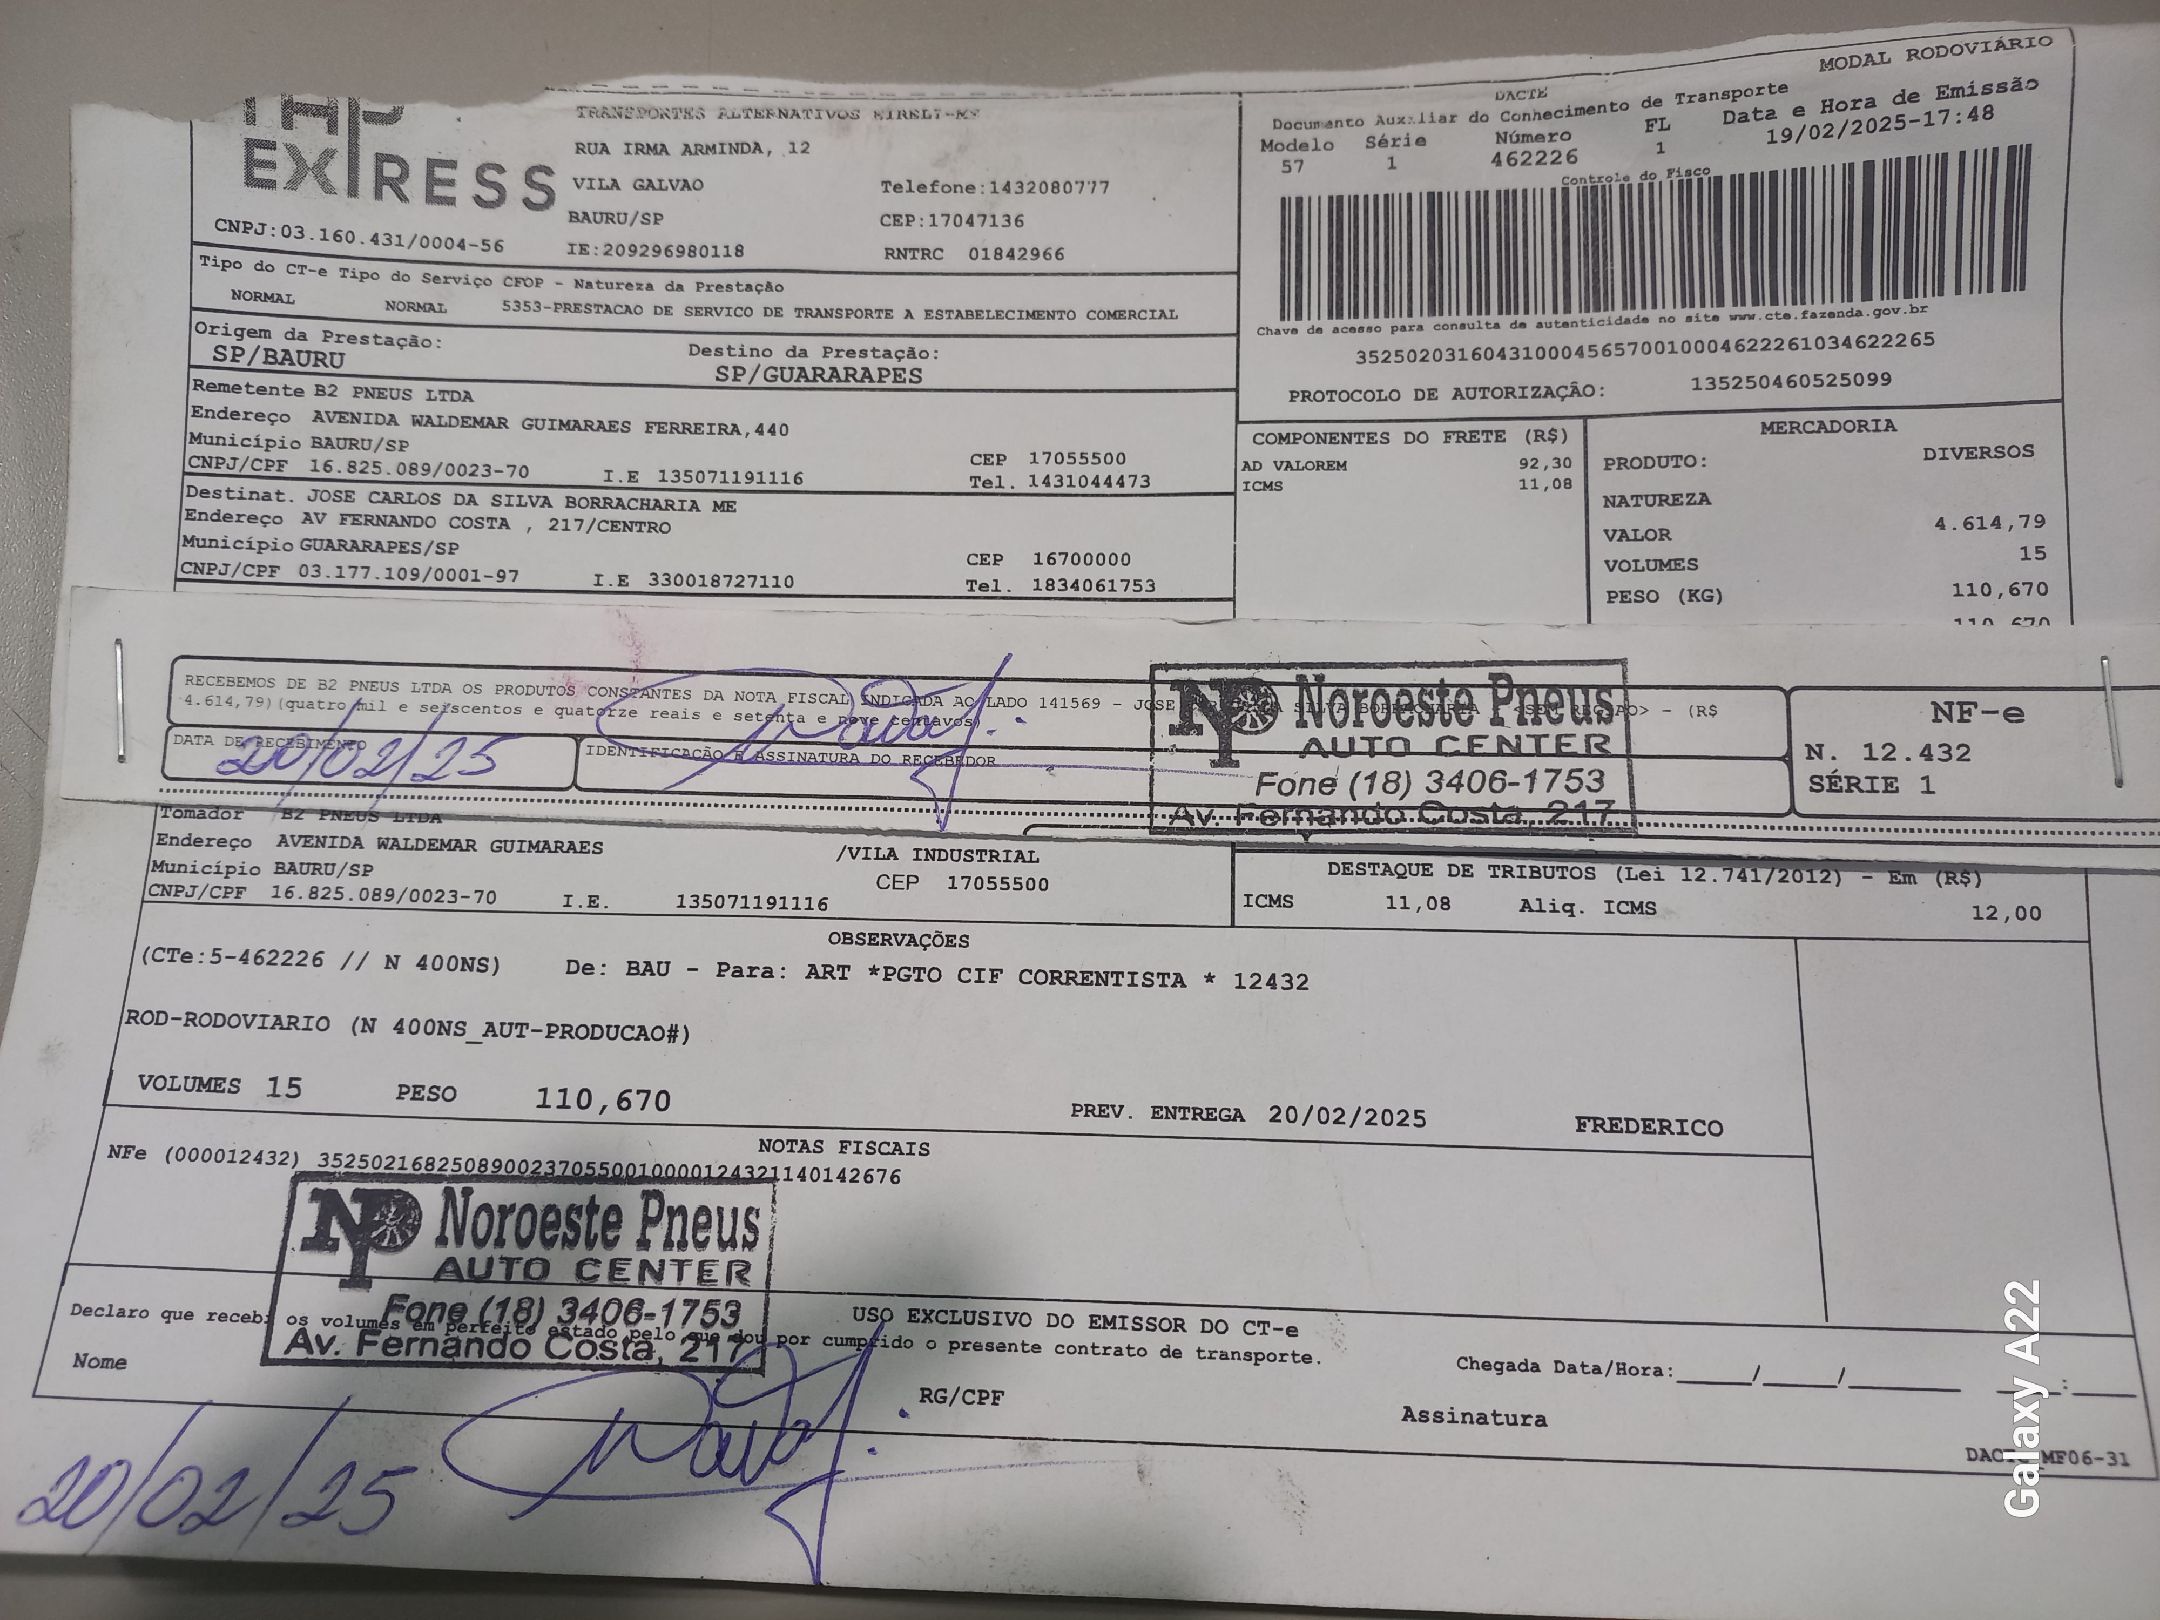 EXPRESS
CNPJ:03.160.431/0004-56
TRANSPORTES ALTERNATIVOS EIRELI-ME
RUA IRMA ARMINDA, 12
VILA GALVAO Telefone:1432080777
BAURU/SP CEP:17047136
IE:209296980118 RNTRC 01842966
MODAL RODOVIÁRIO
DACTE
Documento Auxiliar do Conhecimento de Transporte
Modelo Série Número FL Data e Hora de Emissão
57 1 462226 1 19/02/2025-17:48
Controle do Fisco
Chave de acesso para consulta de autenticidade no site www.cte.fazenda.gov.br
35250203160431000456570010004622261034622265
PROTOCOLO DE AUTORIZAÇÃO: 135250460525099
Tipo do CT-e Tipo do Serviço CFOP - Natureza da Prestação
NORMAL NORMAL 5353-PRESTACAO DE SERVICO DE TRANSPORTE A ESTABELECIMENTO COMERCIAL
Origem da Prestação: Destino da Prestação:
SP/BAURU SP/GUARARAPES
Remetente B2 PNEUS LTDA
Endereço AVENIDA WALDEMAR GUIMARAES FERREIRA,440
Município BAURU/SP CEP 17055500
CNPJ/CPF 16.825.089/0023-70 I.E 135071191116 Tel. 1431044473
Destinat. JOSE CARLOS DA SILVA BORRACHARIA ME
Endereço AV FERNANDO COSTA , 217/CENTRO
Município GUARARAPES/SP CEP 16700000
CNPJ/CPF 03.177.109/0001-97 I.E 330018727110 Tel. 1834061753
COMPONENTES DO FRETE (R$)
AD VALOREM 92,30
ICMS 11,08
MERCADORIA
PRODUTO: DIVERSOS
NATUREZA
VALOR 4.614,79
VOLUMES 15
PESO (KG) 110,670
110,670
RECEBEMOS DE B2 PNEUS LTDA OS PRODUTOS CONSTANTES DA NOTA FISCAL INDICADA AO LADO 141569 - JOSE SILVA BORRACHARIA - (R$
4.614,79)(quatro mil e seiscentos e quatorze reais e setenta e nove centavos)
DATA DE RECEBIMENTO IDENTIFICAÇÃO E ASSINATURA DO RECEBEDOR
20/02/25
NP Noroeste Pneus
AUTO CENTER
Fone (18) 3406-1753
Av. Fernando Costa, 217
NF-e
N. 12.432
SÉRIE 1
Tomador B2 PNEUS LTDA
Endereço AVENIDA WALDEMAR GUIMARAES /VILA INDUSTRIAL
Município BAURU/SP CEP 17055500
CNPJ/CPF 16.825.089/0023-70 I.E. 135071191116
DESTAQUE DE TRIBUTOS (Lei 12.741/2012) - Em (R$)
ICMS 11,08 Aliq. ICMS 12,00
OBSERVAÇÕES
(CTe:5-462226 // N 400NS) De: BAU - Para: ART *PGTO CIF CORRENTISTA * 12432
ROD-RODOVIARIO (N 400NS_AUT-PRODUCAO#)
VOLUMES 15 PESO 110,670 PREV. ENTREGA 20/02/2025 FREDERICO
NOTAS FISCAIS
NFe (000012432) 35250216825089002370550010000124321140142676
NP Noroeste Pneus
AUTO CENTER
Fone (18) 3406-1753
Av. Fernando Costa, 217
USO EXCLUSIVO DO EMISSOR DO CT-e
Declaro que recebi os volumes em perfeito estado pelo que dou por cumprido o presente contrato de transporte.
Nome RG/CPF Assinatura Chegada Data/Hora:____/____/______ ___:____
20/02/25
DACTE MF06-31
Galaxy A22